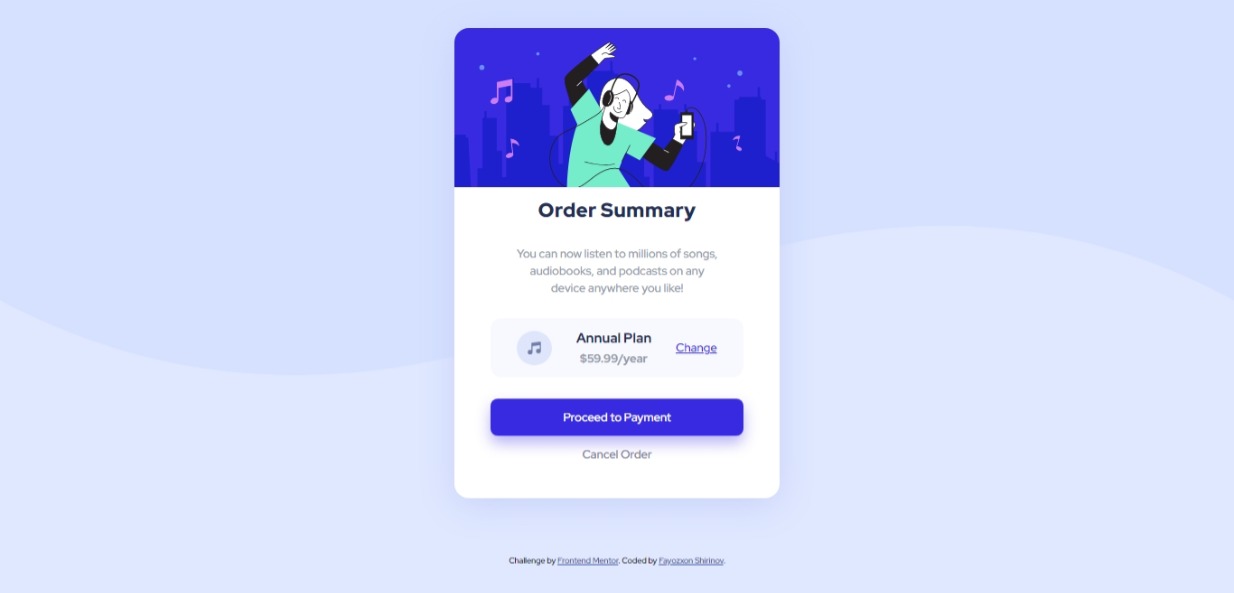 Order Summary
You can now listen to millions of songs,
audiobooks, and podcasts on any
device anywhere you like!
Annual Plan
$59.99/year
Change
Proceed to Payment
Cancel Order
Challenge by Frontend Mentor. Coded by Fayozxon Shirinov.